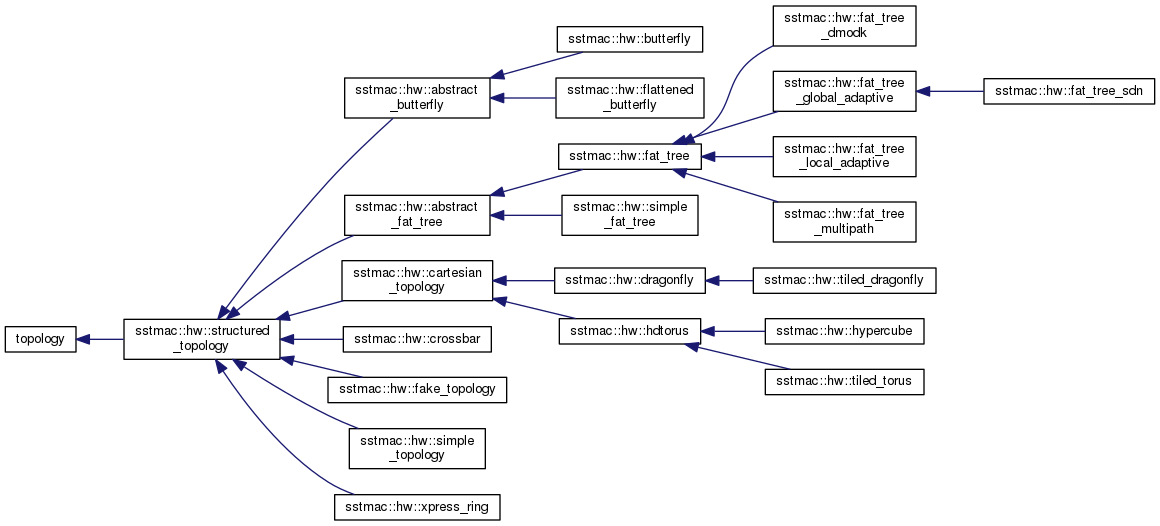 topology
sstmac::hw::structured
_topology
sstmac::hw::abstract
_butterfly
sstmac::hw::butterfly
sstmac::hw::flattened
_butterfly
sstmac::hw::abstract
_fat_tree
sstmac::hw::fat_tree
sstmac::hw::fat_tree
_dmodk
sstmac::hw::fat_tree
_global_adaptive
sstmac::hw::fat_tree_sdn
sstmac::hw::fat_tree
_local_adaptive
sstmac::hw::fat_tree
_multipath
sstmac::hw::simple
_fat_tree
sstmac::hw::cartesian
_topology
sstmac::hw::dragonfly
sstmac::hw::tiled_dragonfly
sstmac::hw::hdtorus
sstmac::hw::hypercube
sstmac::hw::tiled_torus
sstmac::hw::crossbar
sstmac::hw::fake_topology
sstmac::hw::simple
_topology
sstmac::hw::xpress_ring